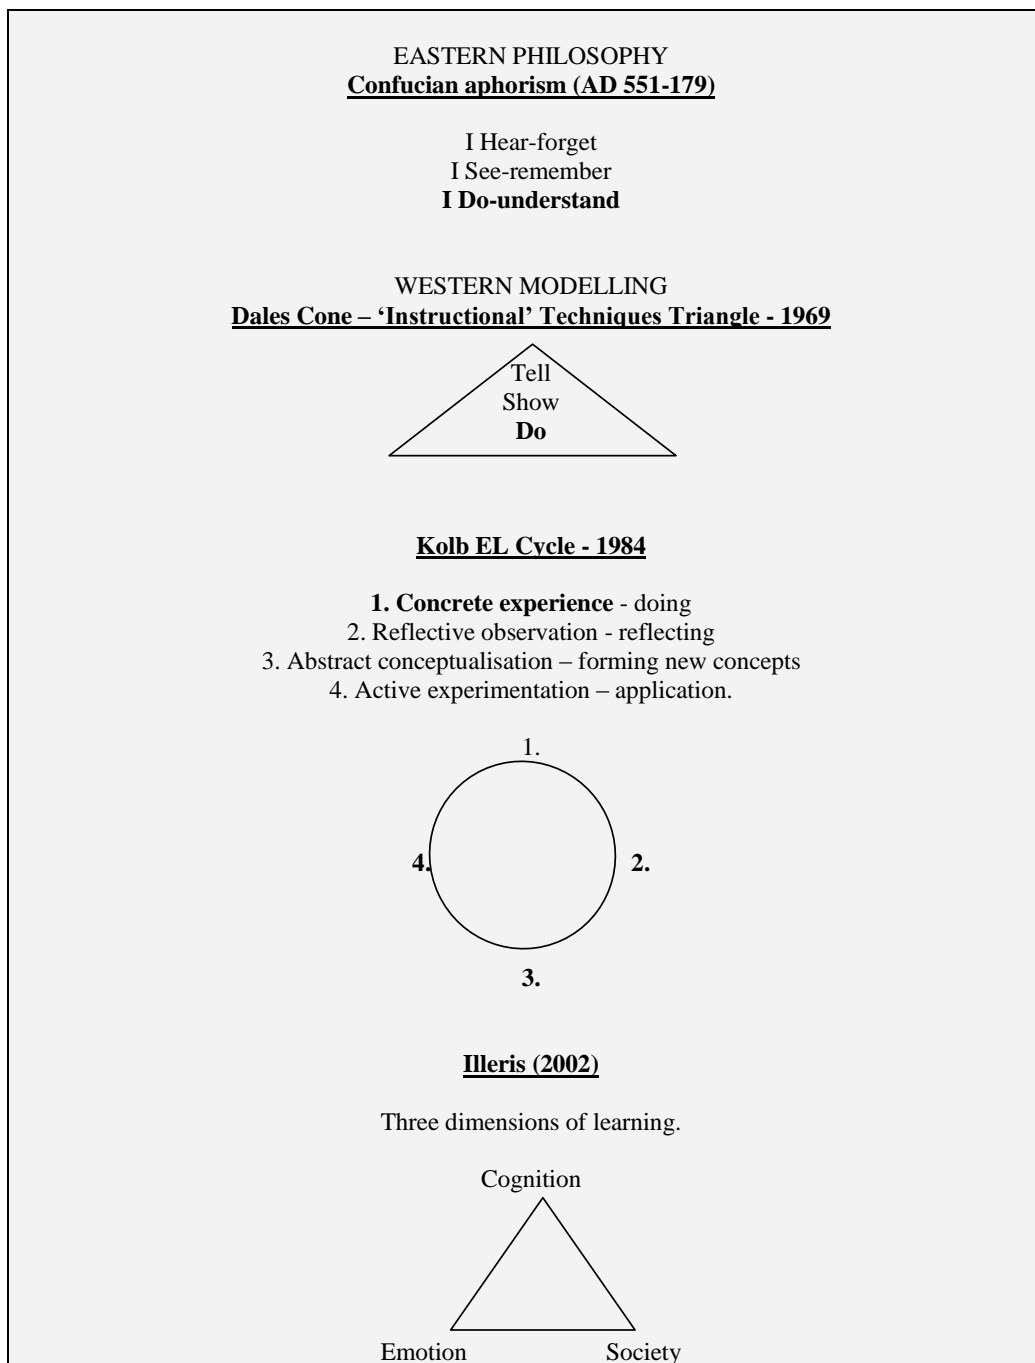 EASTERN PHILOSOPHY
Confucian aphorism (AD 551-179)
I Hear-forget
I See-remember
I Do-understand
WESTERN MODELLING
Dales Cone – ‘Instructional’ Techniques Triangle - 1969
Tell
Show
Do
Kolb EL Cycle - 1984
1. Concrete experience - doing
2. Reflective observation - reflecting
3. Abstract conceptualisation – forming new concepts
4. Active experimentation – application.
1.
4.
2.
3.
Illeris (2002)
Three dimensions of learning.
Cognition
Emotion Society